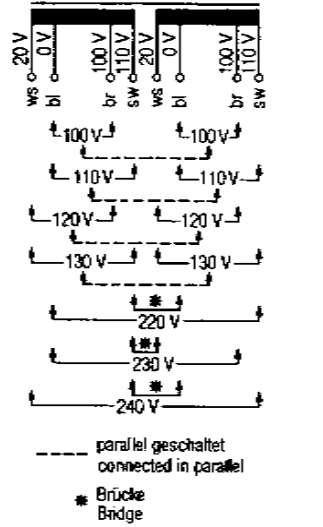 20 V 0 V 100 V 110 V 20 V 0 V 100 V 110 V
ws bl br sw ws bl br sw
100 V 100 V
110 V 110 V
120 V 120 V
130 V 130 V
220 V
230 V
240 V
parallel geschaltet
connected in parallel
Brücke
Bridge